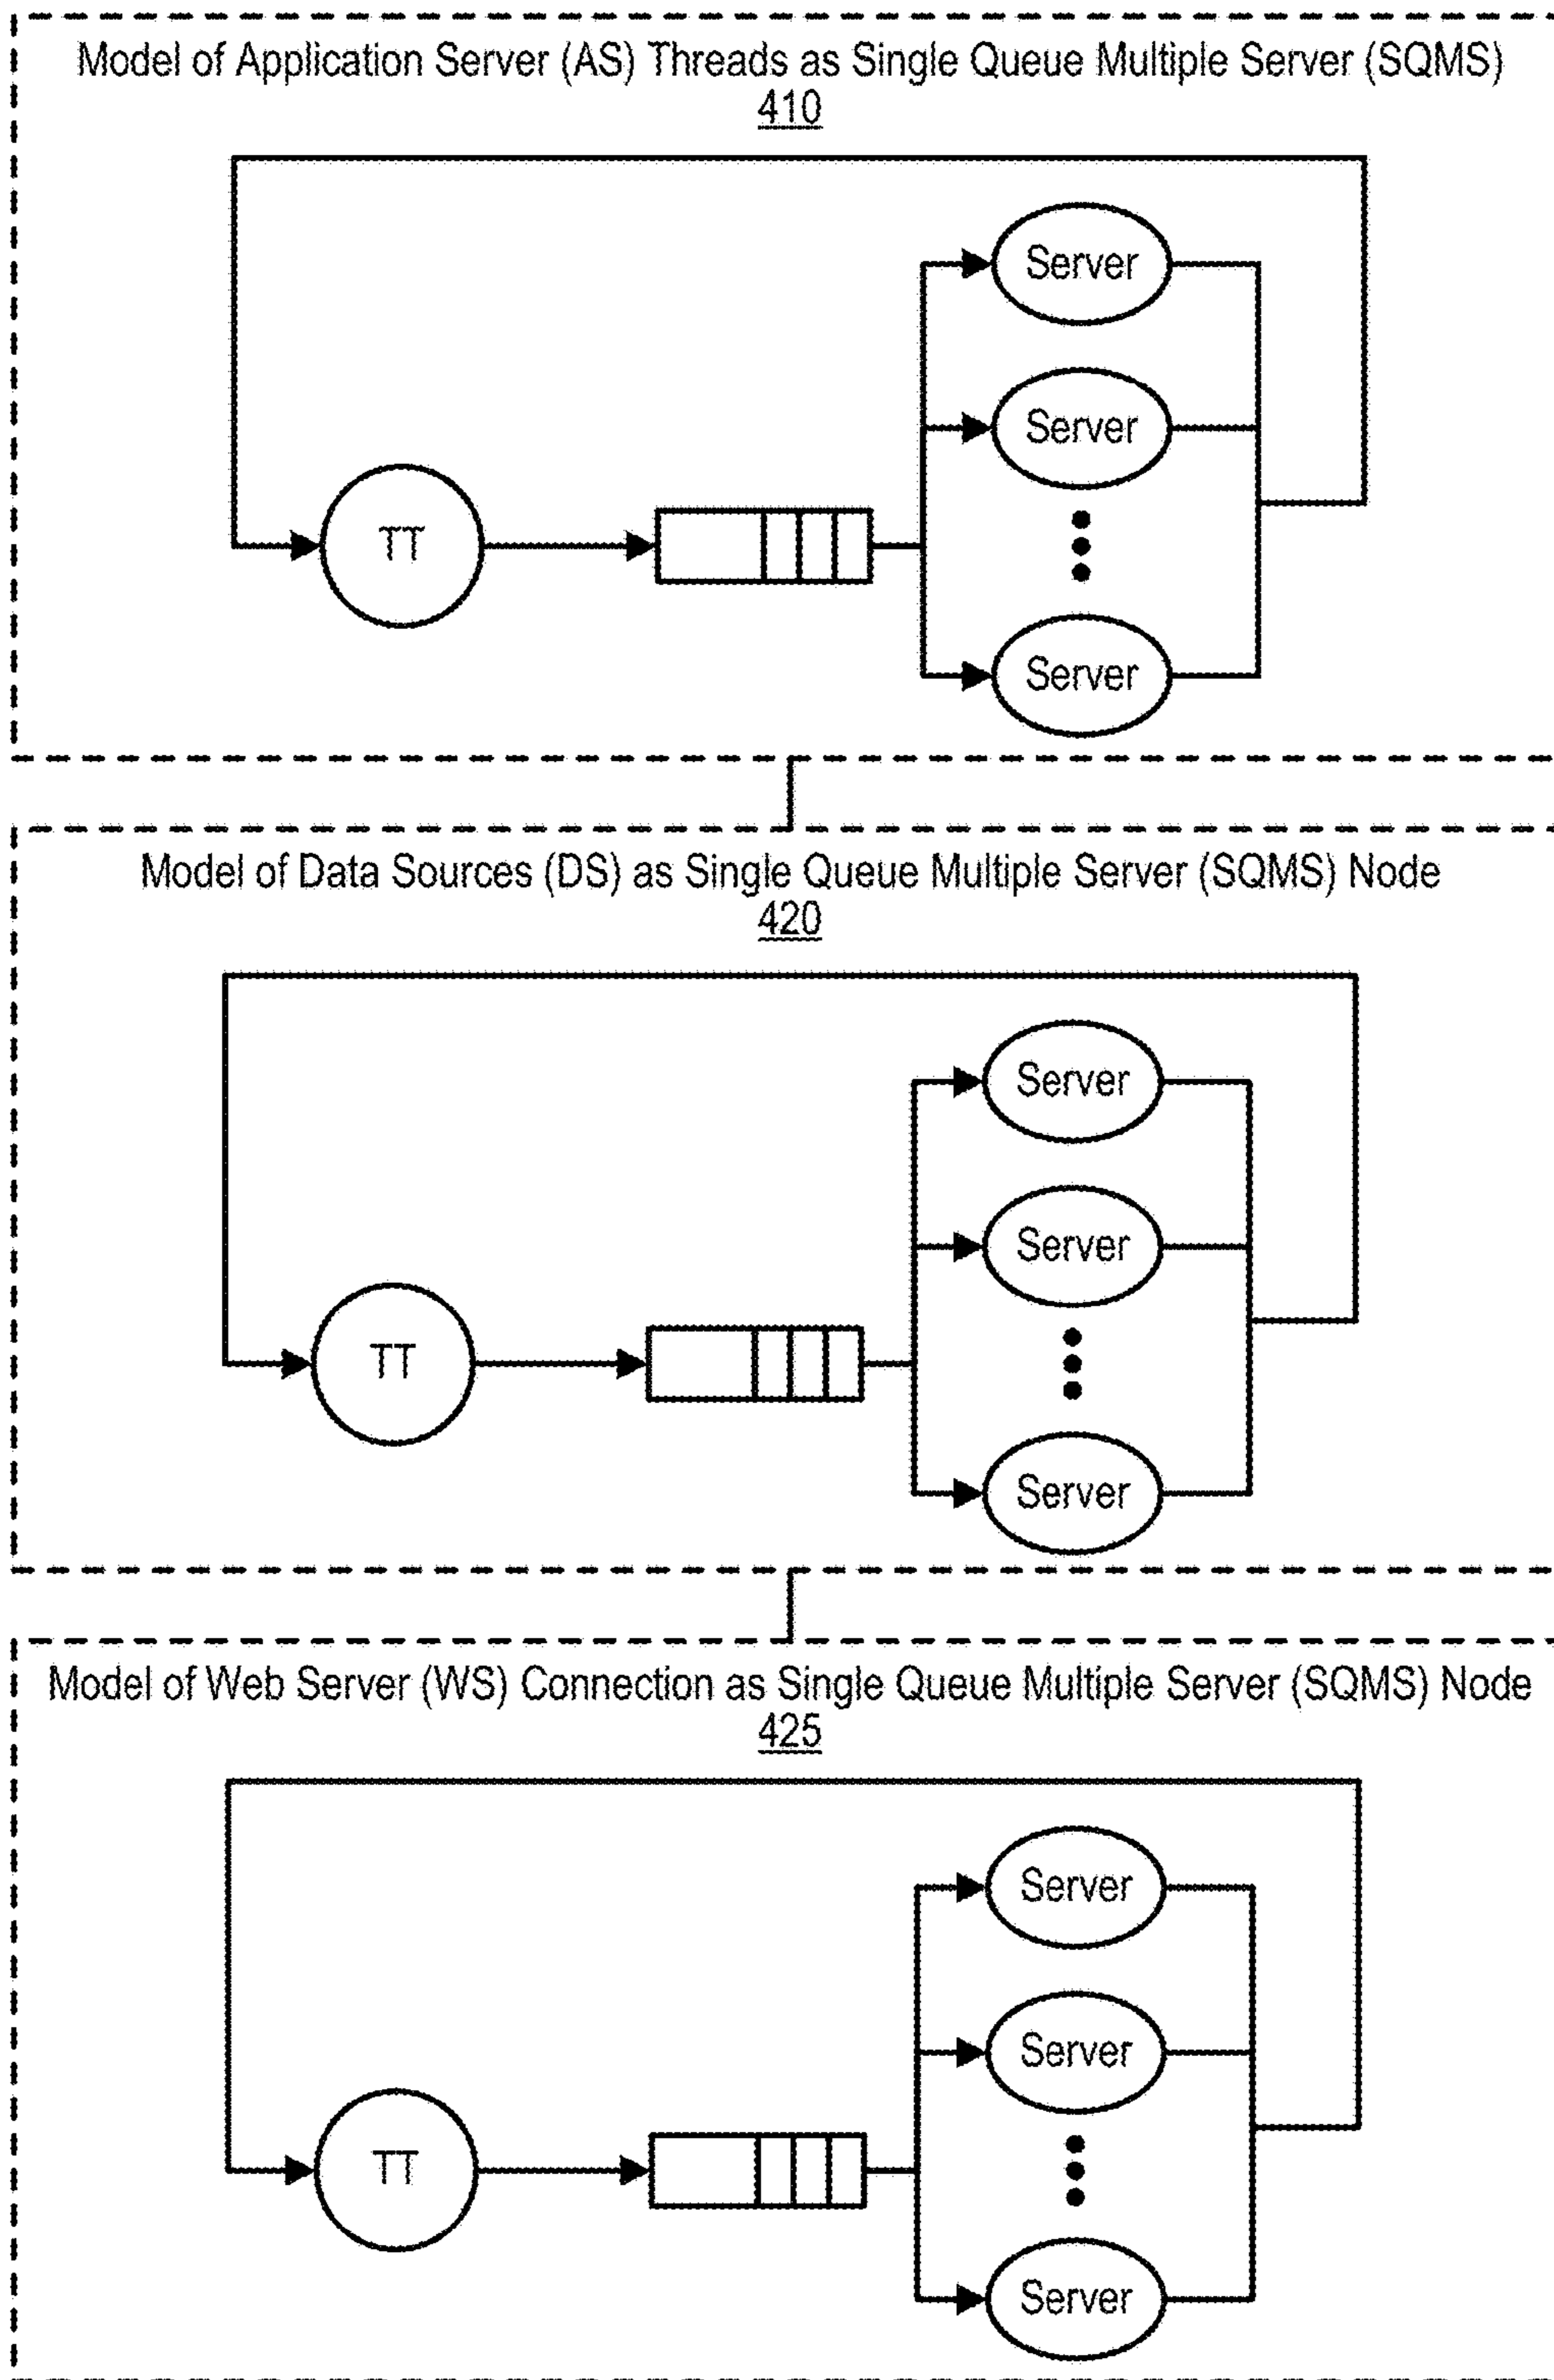 Model of Application Server (AS) Threads as Single Queue Multiple Server (SQMS)
410
Server
Server
TT
Server
Model of Data Sources (DS) as Single Queue Multiple Server (SQMS) Node
420
Server
Server
TT
Server
Model of Web Server (WS) Connection as Single Queue Multiple Server (SQMS) Node
425
Server
Server
TT
Server